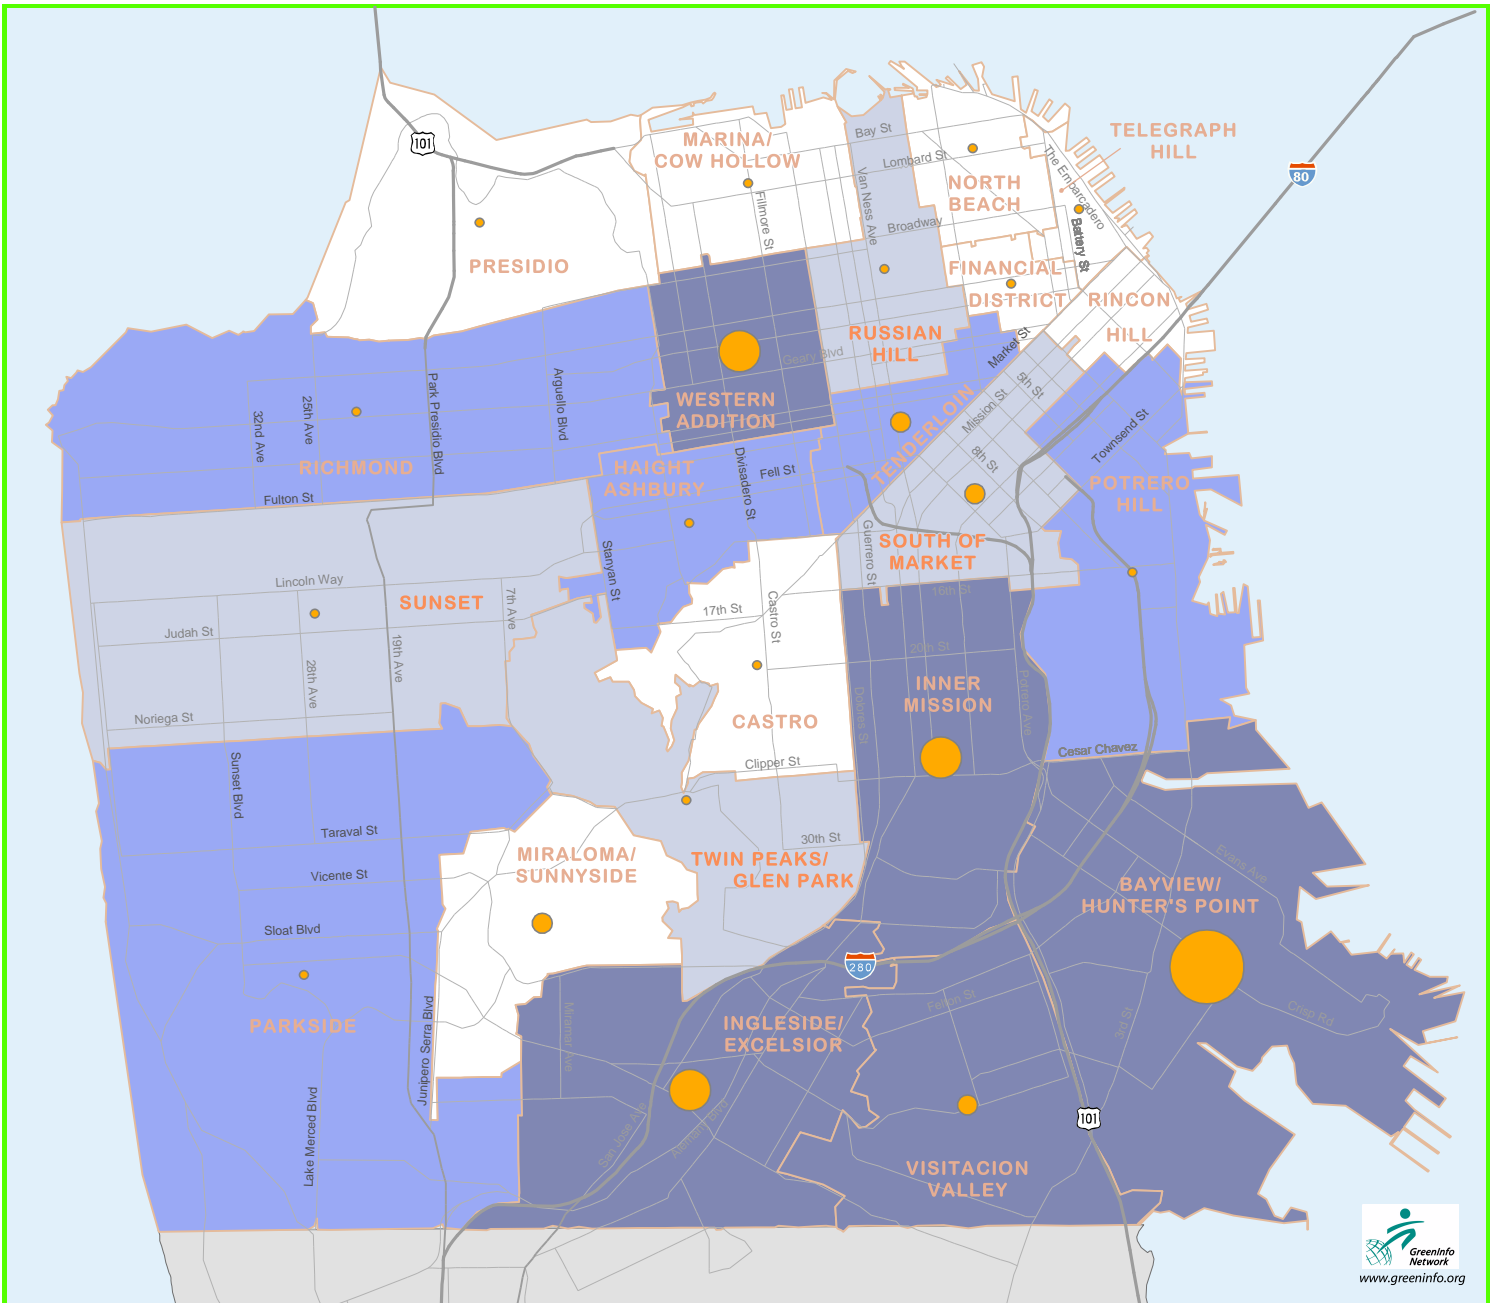 101
MARINA/
COW HOLLOW
Bay St
Lombard St
TELEGRAPH
HILL
80
The Embarcadero
NORTH
BEACH
Van Ness Ave
Fillmore St
Broadway
Battery St
PRESIDIO
FINANCIAL
DISTRICT
RINCON
HILL
RUSSIAN
HILL
Market St
Geary Blvd
5th St
Mission St
8th St
WESTERN
ADDITION
TENDERLOIN
Townsend St
32nd Ave
25th Ave
Park Presidio Blvd
Arguello Blvd
RICHMOND
Fulton St
HAIGHT
ASHBURY
Divisadero St
Fell St
POTRERO
HILL
Stanyan St
Guerrero St
SOUTH OF
MARKET
Lincoln Way
SUNSET
7th Ave
17th St
Castro St
16th St
Judah St
19th Ave
28th Ave
20th St
INNER
MISSION
Dolores St
Potrero Ave
Noriega St
CASTRO
Clipper St
Cesar Chavez
Sunset Blvd
Taraval St
30th St
Evans Ave
MIRALOMA/
SUNNYSIDE
TWIN PEAKS/
GLEN PARK
Vicente St
BAYVIEW/
HUNTER'S POINT
Sloat Blvd
280
PARKSIDE
Junipero Serra Blvd
Miramar Ave
INGLESIDE/
EXCELSIOR
Felton St
3rd St
Crisp Rd
Lake Merced Blvd
San Jose Ave
Alemany Blvd
101
VISITACION
VALLEY
GreenInfo
Network
www.greeninfo.org